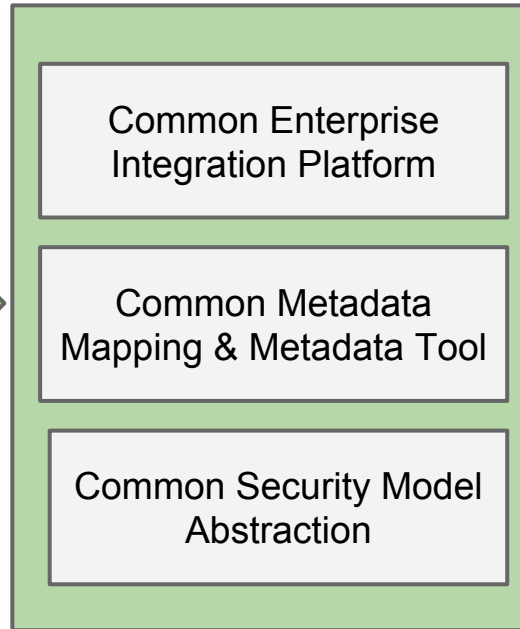 Common Enterprise
Integration Platform
Common Metadata
Mapping & Metadata Tool
Common Security Model
Abstraction